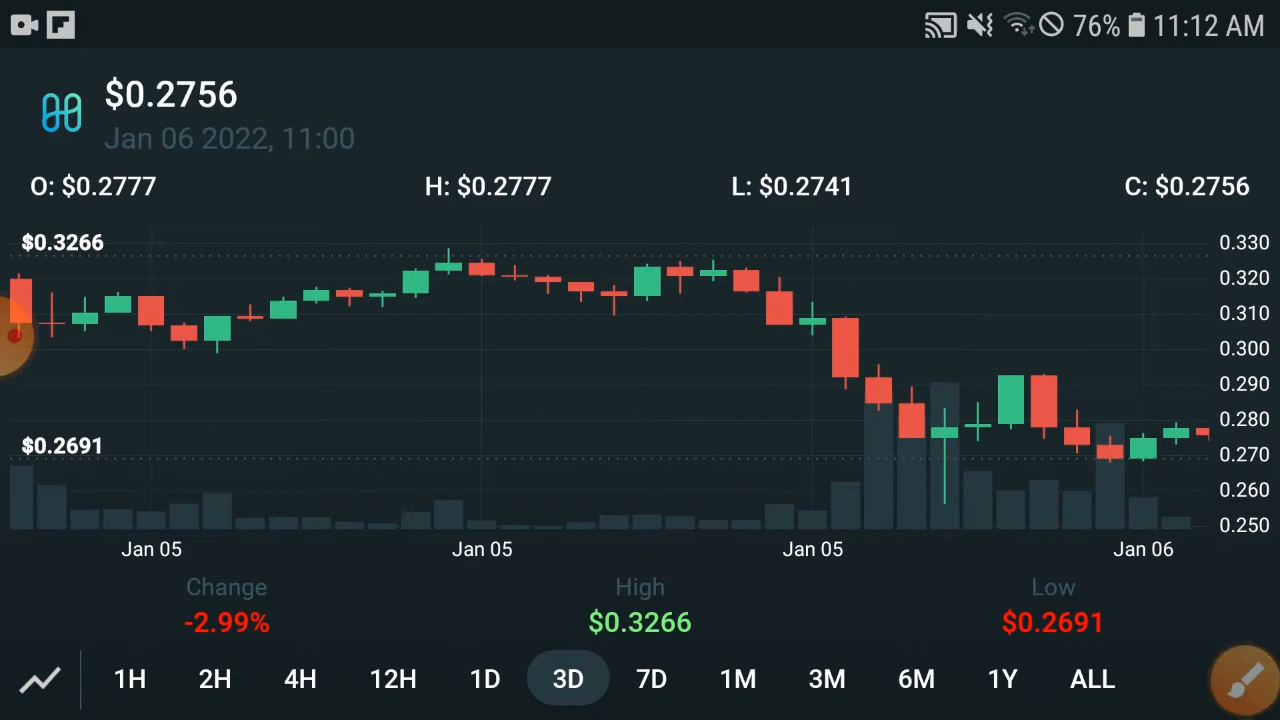 76% 11:12 AM
$0.2756
Jan 06 2022, 11:00
O: $0.2777 H: $0.2777 L: $0.2741 C: $0.2756
$0.3266
0.330
0.320
0.310
0.300
0.290
0.280
$0.2691
0.270
0.260
0.250
Jan 05 Jan 05 Jan 05 Jan 06
Change High Low
-2.99% $0.3266 $0.2691
1H 2H 4H 12H 1D 3D 7D 1M 3M 6M 1Y ALL